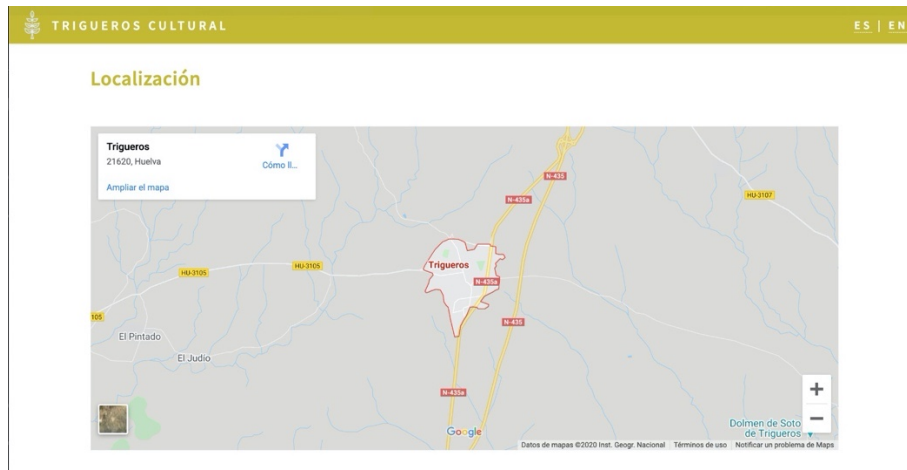 TRIGUEROS CULTURAL
ES | EN
Localización
Trigueros
21620, Huelva
Cómo ll...
Ampliar el mapa
N-435
N-435a
HU-3107
Trigueros
HU-3105
HU-3105
N-435a
105
N-435
El Pintado
El Judío
N-435a
Dolmen de Soto
de Trigueros
Google
Datos de mapas ©2020 Inst. Geogr. Nacional
Términos de uso
Notificar un problema de Maps